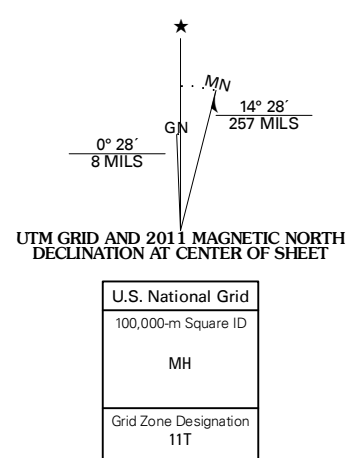 ★
MN
GN
14° 28´
257 MILS
0° 28´
8 MILS
UTM GRID AND 2011 MAGNETIC NORTH
DECLINATION AT CENTER OF SHEET
U.S. National Grid
100,000-m Square ID
MH
Grid Zone Designation
11T